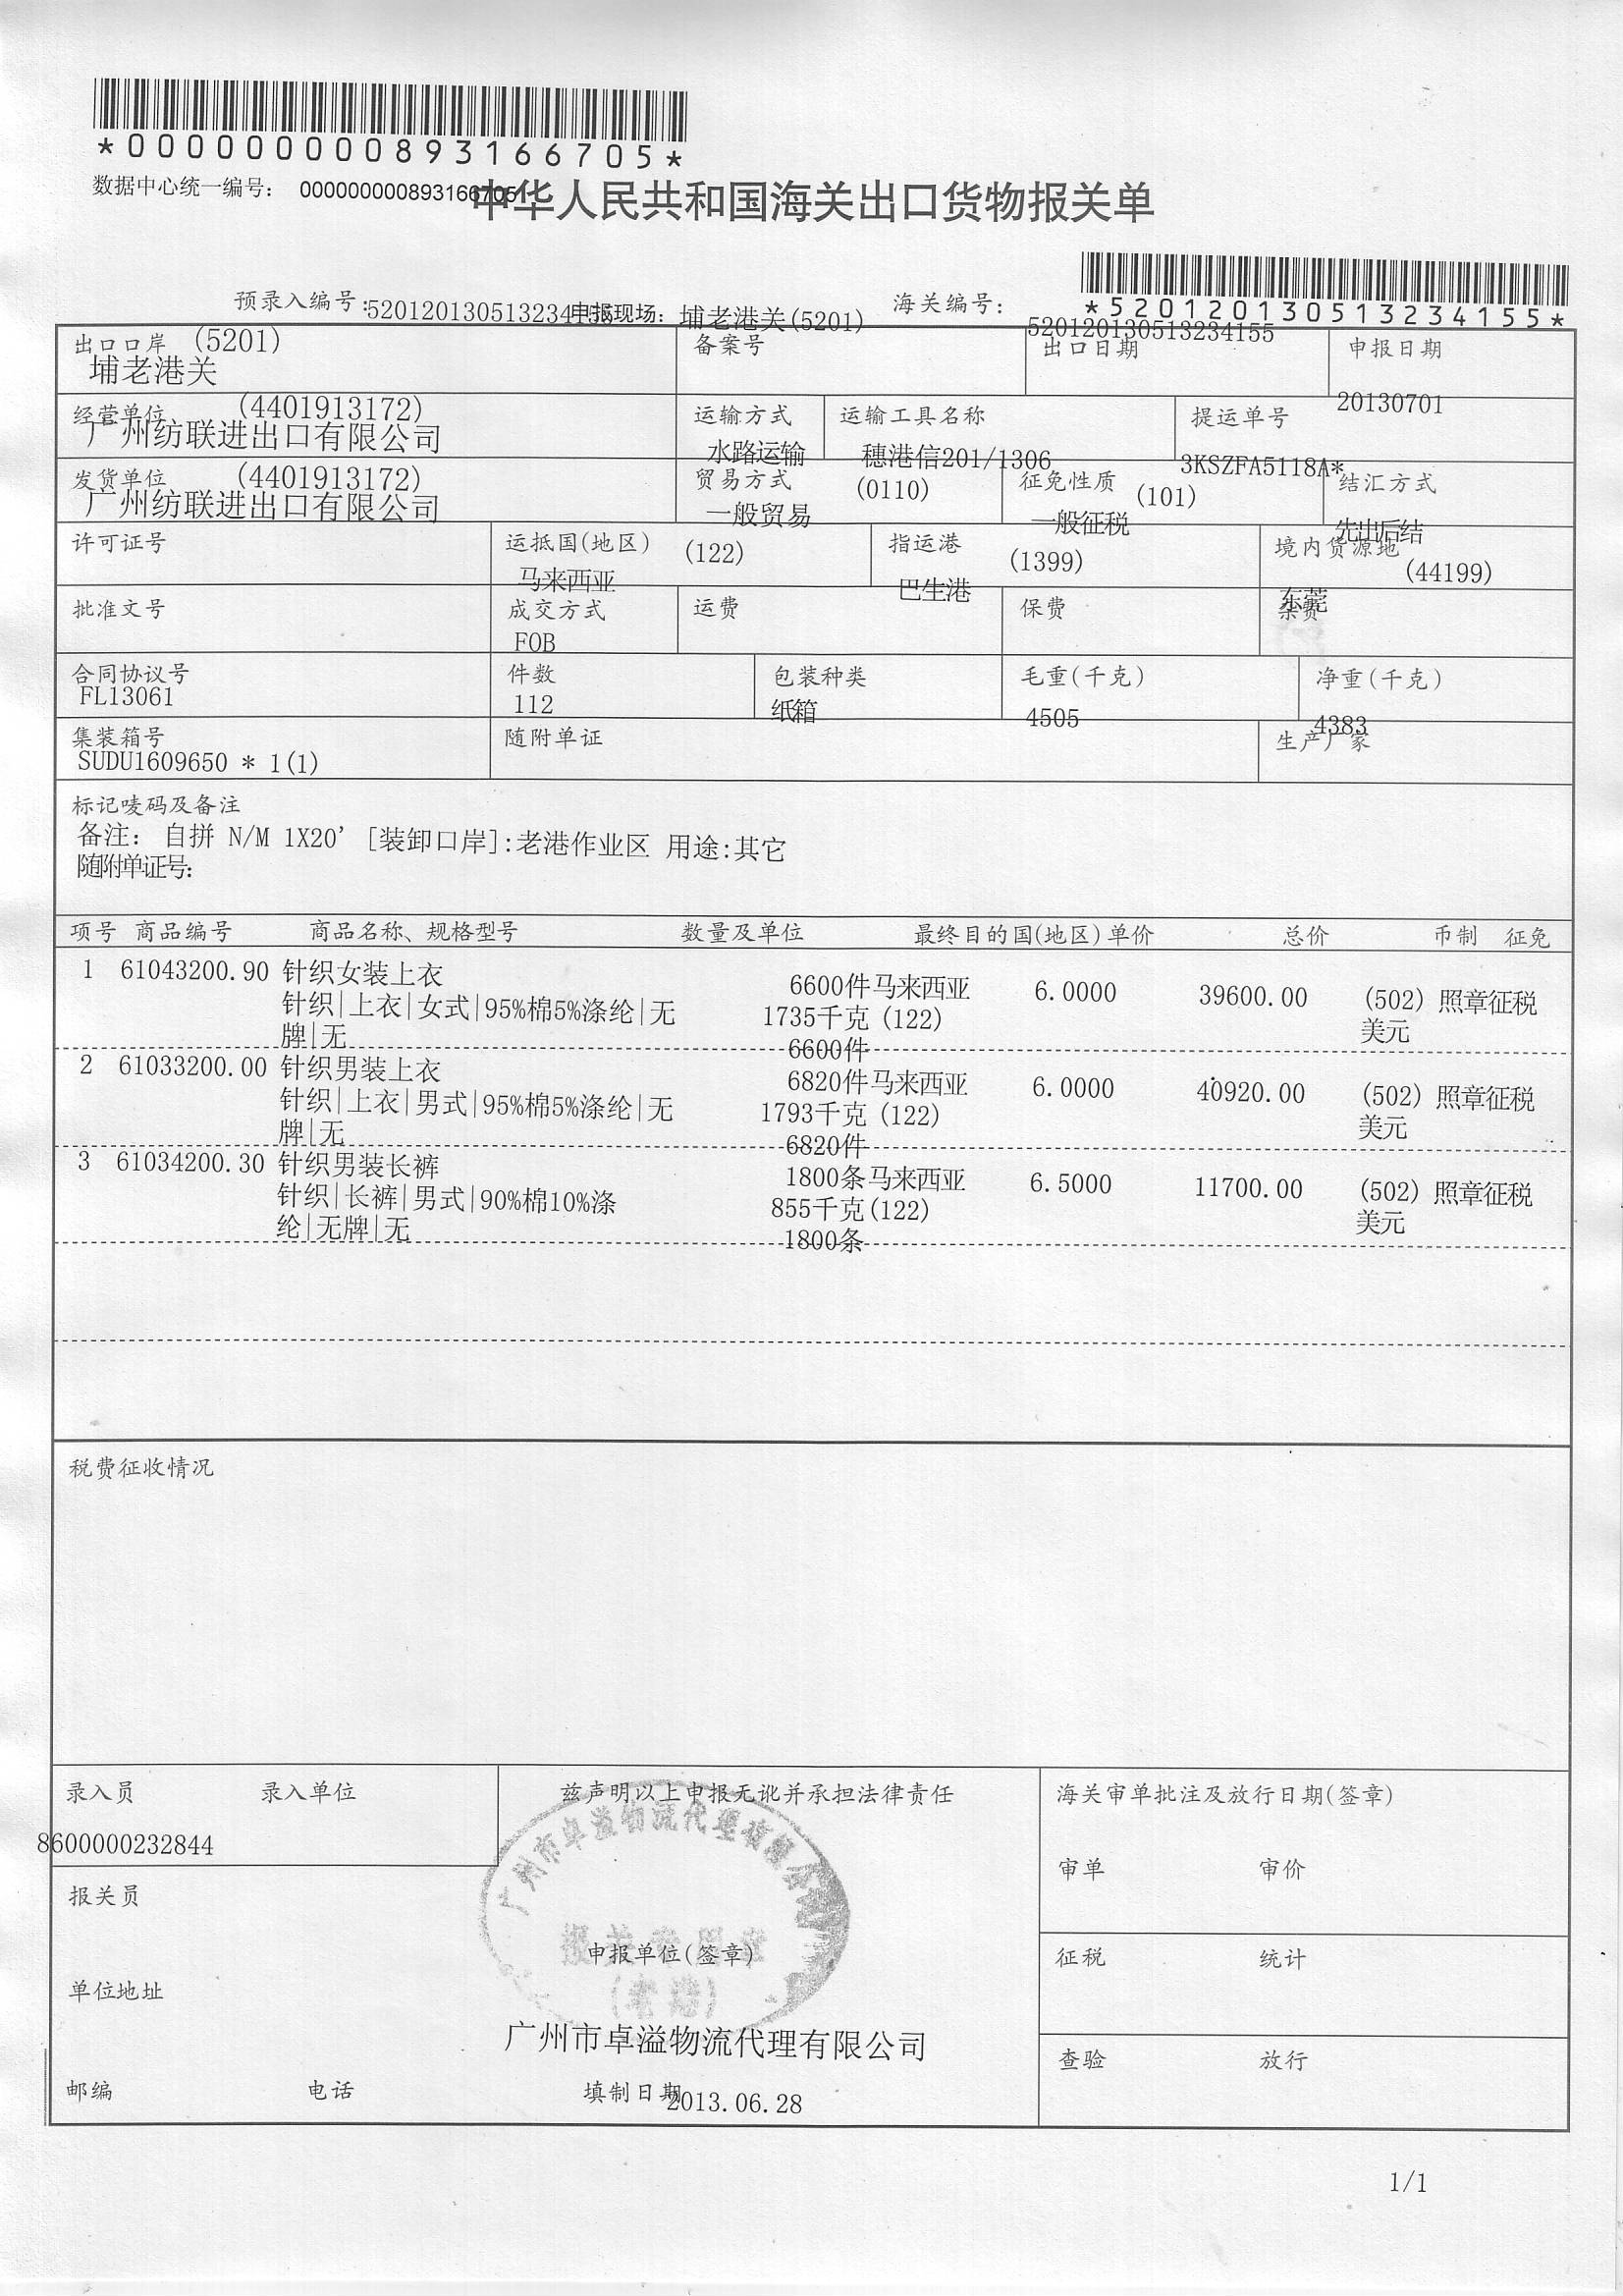 *000000000893166705*
数据中心统一编号: 000000000893166705
中华人民共和国海关出口货物报关单
预录入编号:520120130513234155 申报现场: 埔老港关(5201) 海关编号: 520120130513234155
*520120130513234155*
出口口岸 (5201) 备案号 出口日期 申报日期
埔老港关 20130701
经营单位 (4401913172) 运输方式 运输工具名称 提运单号
广州纺联进出口有限公司 水路运输 穗港信201/1306 3KSZFA5118A*
发货单位 (4401913172) 贸易方式 (0110) 征免性质 (101) 结汇方式
广州纺联进出口有限公司 一般贸易 一般征税 先出后结
许可证号 运抵国(地区) (122) 指运港 (1399) 境内货源地 (44199)
马来西亚 巴生港 东莞
批准文号 成交方式 运费 保费 杂费
FOB
合同协议号 件数 包装种类 毛重(千克) 净重(千克)
FL13061 112 纸箱 4505 4383
集装箱号 随附单证 生产厂家
SUDU1609650 * 1(1)
标记唛码及备注
备注: 自拼 N/M 1X20' [装卸口岸]:老港作业区 用途:其它
随附单证号:
项号 商品编号 商品名称、规格型号 数量及单位 最终目的国(地区) 单价 总价 币制 征免
1 61043200.90 针织女装上衣 6600件 马来西亚 6.0000 39600.00 (502) 照章征税
针织|上衣|女式|95%棉5%涤纶|无 1735千克 (122) 美元
牌|无 6600件
2 61033200.00 针织男装上衣 6820件 马来西亚 6.0000 40920.00 (502) 照章征税
针织|上衣|男式|95%棉5%涤纶|无 1793千克 (122) 美元
牌|无 6820件
3 61034200.30 针织男装长裤 1800条 马来西亚 6.5000 11700.00 (502) 照章征税
针织|长裤|男式|90%棉10%涤 855千克 (122) 美元
纶|无牌|无 1800条
税费征收情况
录入员 录入单位 兹声明以上申报无讹并承担法律责任 海关审单批注及放行日期(签章)
广州市卓溢物流代理有限公司
8600000232844
审单 审价
报关员
报关专用章
申报单位(签章)
征税 统计
单位地址
(老港)
广州市卓溢物流代理有限公司
查验 放行
邮编 电话 填制日期 2013.06.28
1/1